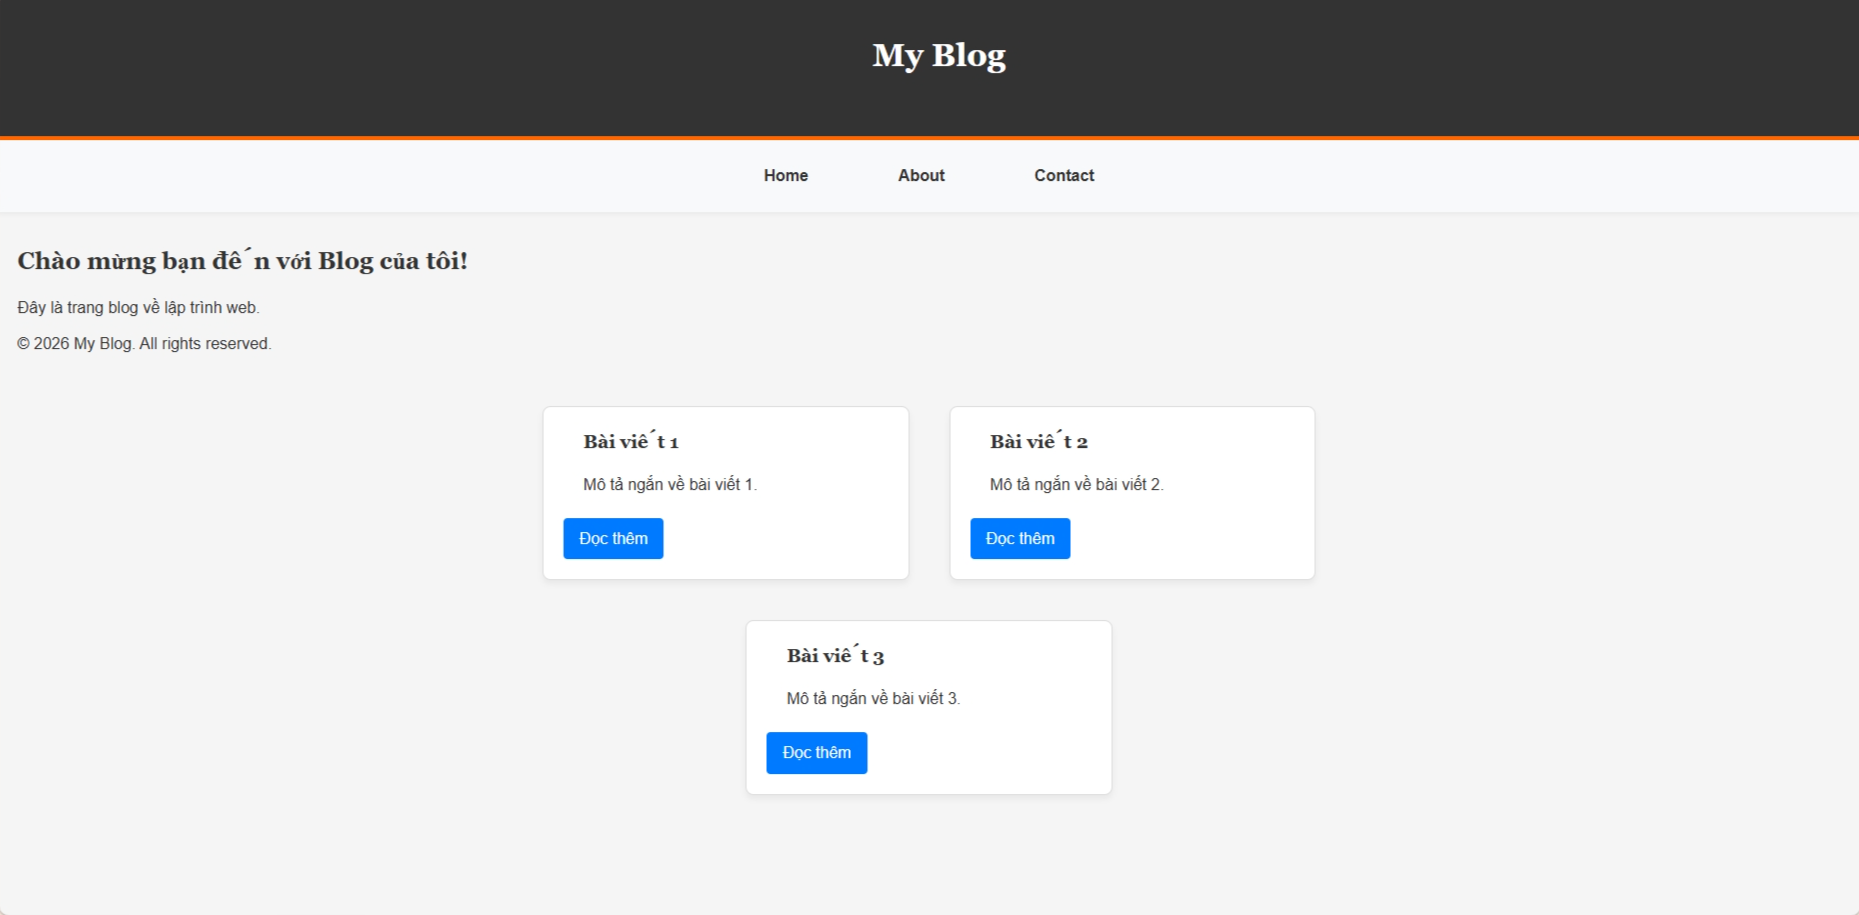 My Blog
Home About Contact
Chào mừng bạn đến với Blog của tôi!
Đây là trang blog về lập trình web.
© 2026 My Blog. All rights reserved.
Bài viết 1
Mô tả ngắn về bài viết 1.
Đọc thêm
Bài viết 2
Mô tả ngắn về bài viết 2.
Đọc thêm
Bài viết 3
Mô tả ngắn về bài viết 3.
Đọc thêm